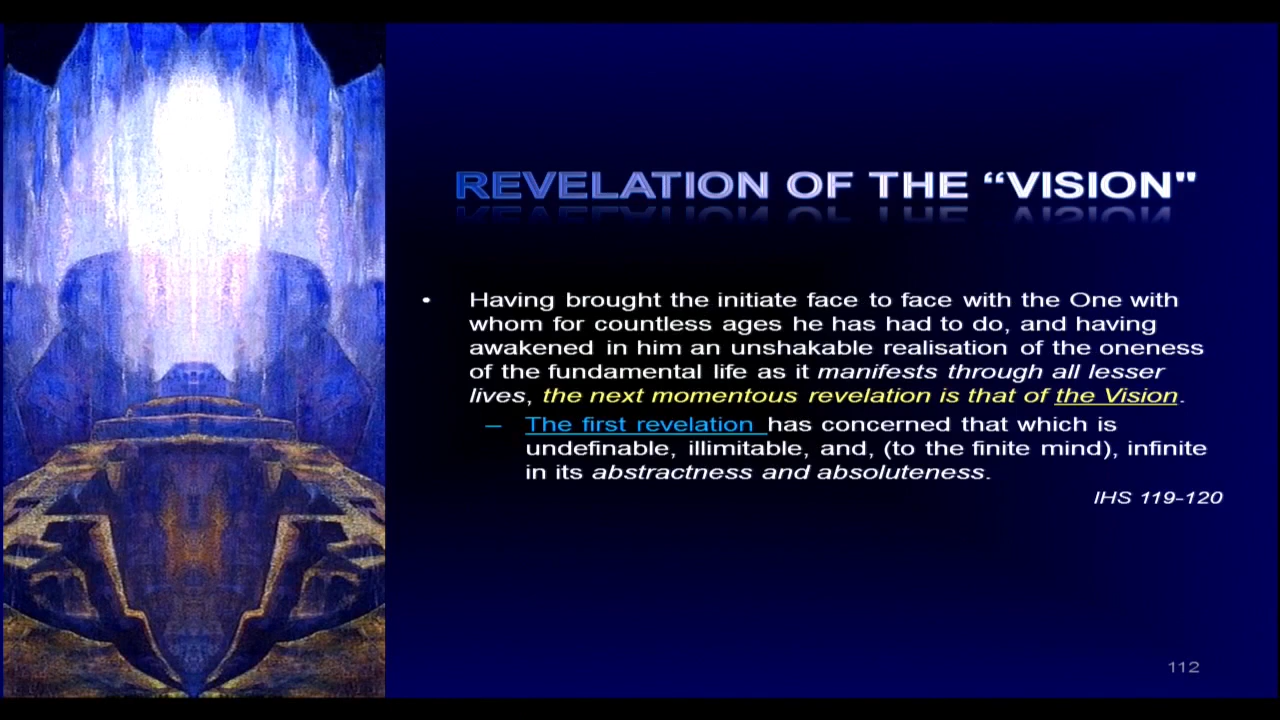 REVELATION OF THE “VISION"
• Having brought the initiate face to face with the One with
whom for countless ages he has had to do, and having
awakened in him an unshakable realisation of the oneness
of the fundamental life as it manifests through all lesser
lives, the next momentous revelation is that of the Vision.
– The first revelation has concerned that which is
undefinable, illimitable, and, (to the finite mind), infinite
in its abstractness and absoluteness.
IHS 119-120
112